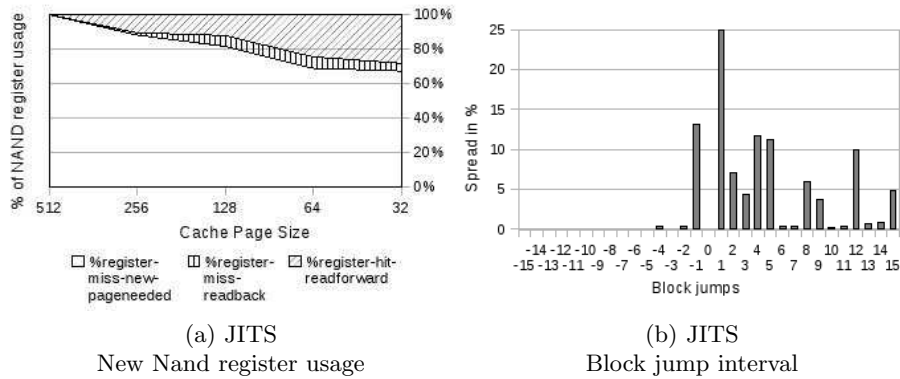 % of NAND register usage
100%
80%
60%
40%
20%
0%
512 256 128 64 32
Cache Page Size
%register-miss-new-pageneeded
%register-miss-readback
%register-hit-readforward
(a) JITS
New Nand register usage
Spread in %
25
20
15
10
5
0
-14 -12 -10 -8 -6 -4 -2 0 2 4 6 8 10 12 14
-15 -13 -11 -9 -7 -5 -3 -1 1 3 5 7 9 11 13 15
Block jumps
(b) JITS
Block jump interval